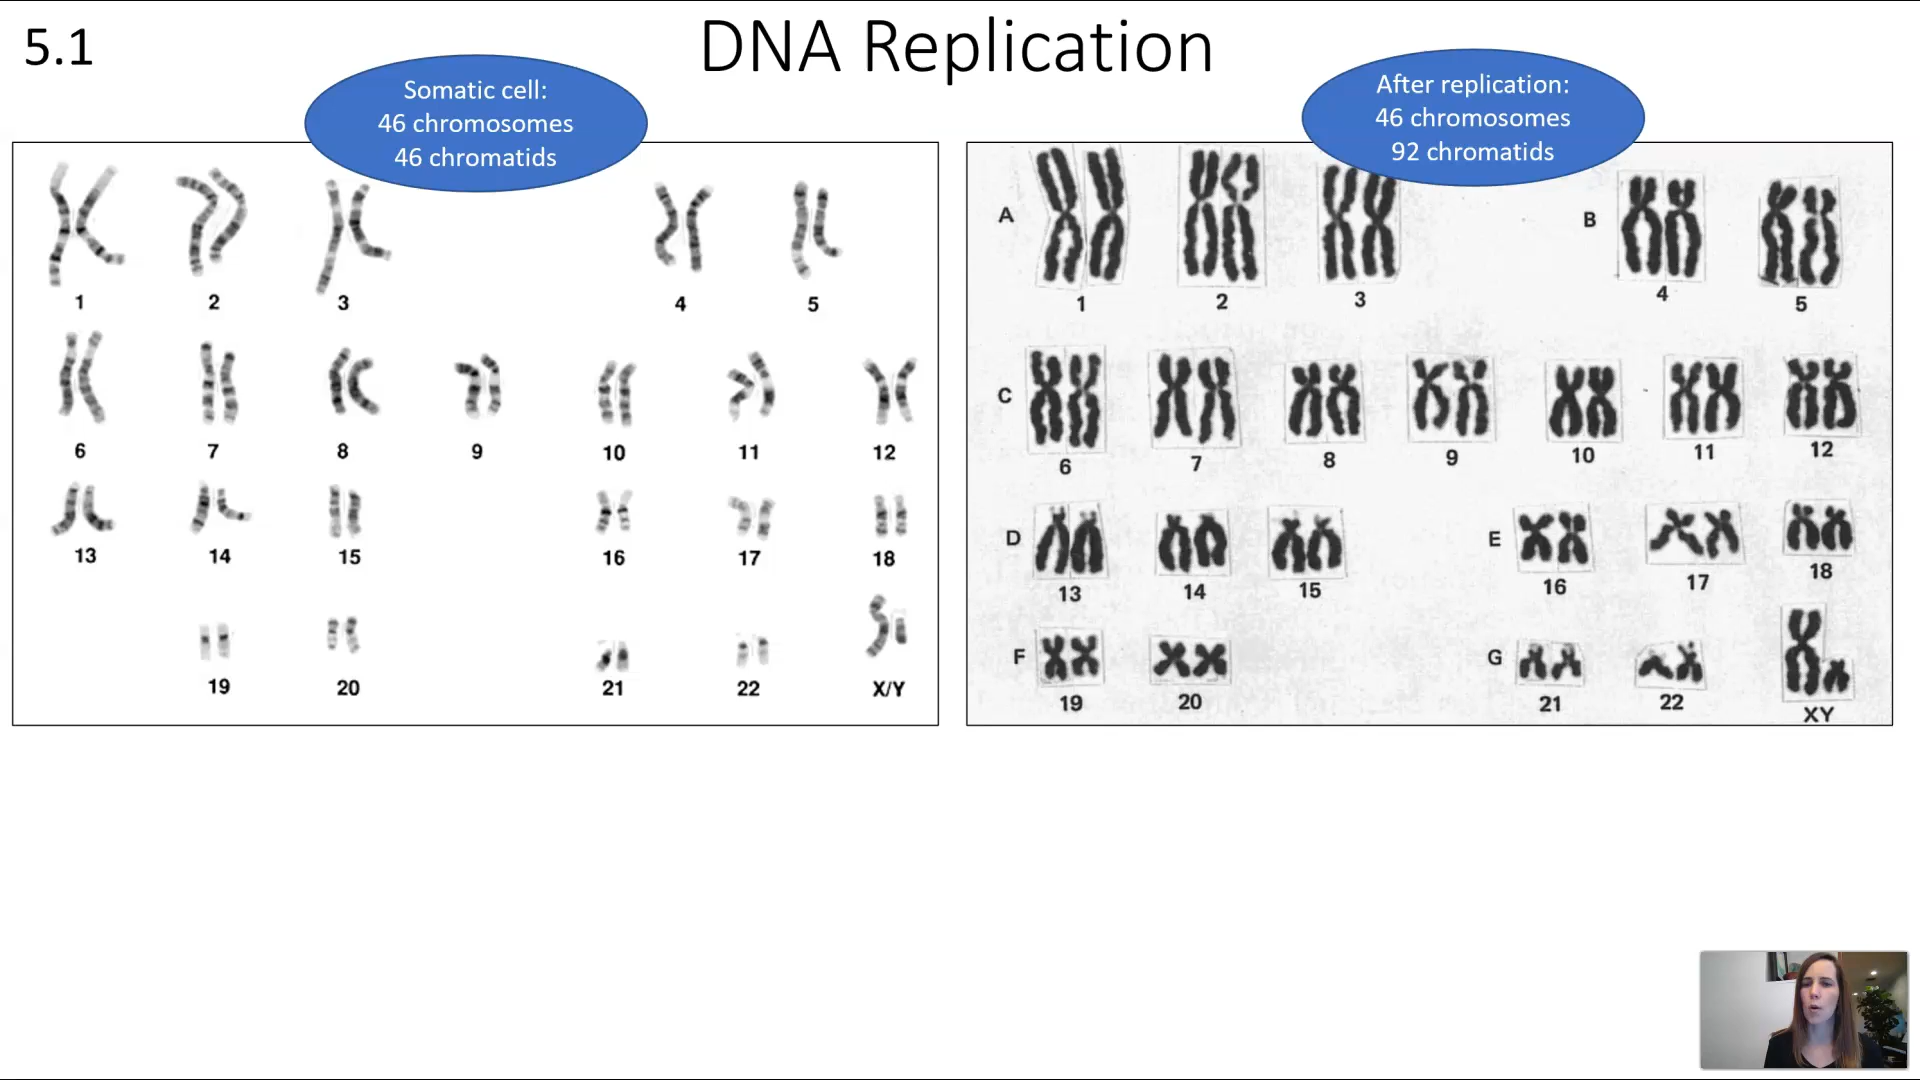 5.1
DNA Replication
Somatic cell:
46 chromosomes
46 chromatids
1 2 3 4 5
6 7 8 9 10 11 12
13 14 15 16 17 18
19 20 21 22 X/Y
After replication:
46 chromosomes
92 chromatids
A B
1 2 3 4 5
C
6 7 8 9 10 11 12
D E
13 14 15 16 17 18
F G
19 20 21 22 XY